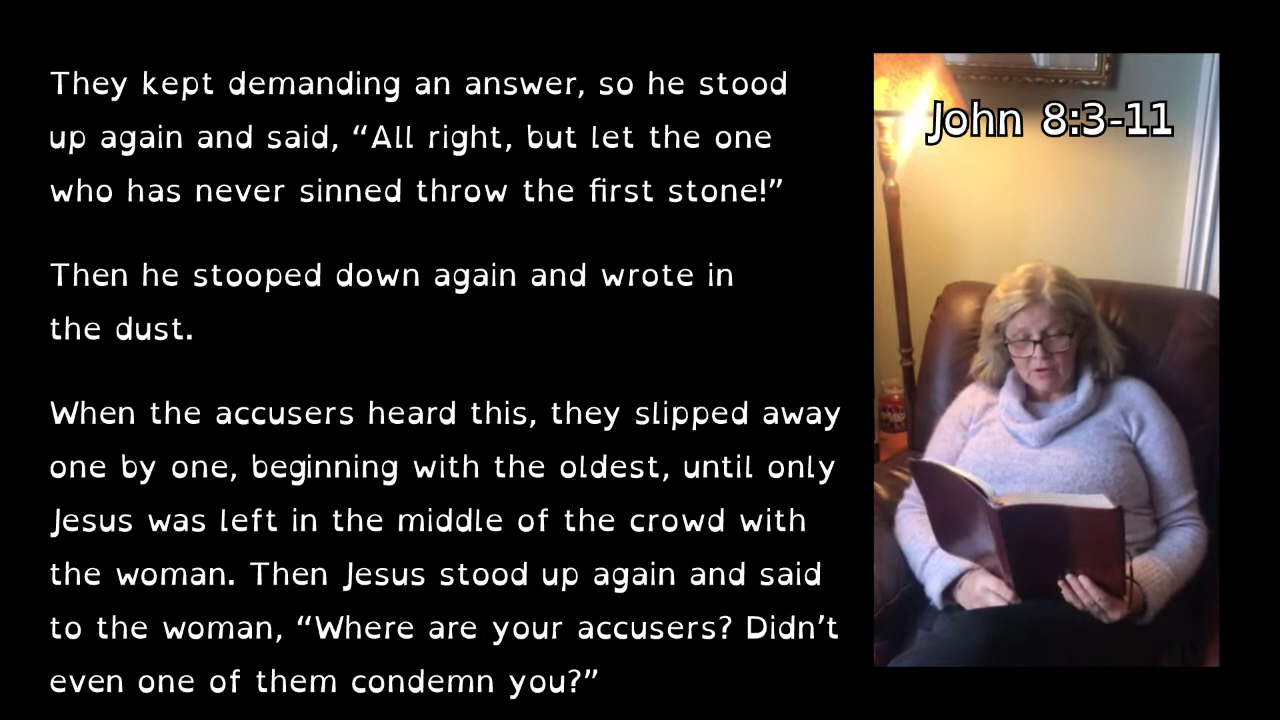 They kept demanding an answer, so he stood
up again and said, “All right, but let the one
who has never sinned throw the first stone!”
Then he stooped down again and wrote in
the dust.
When the accusers heard this, they slipped away
one by one, beginning with the oldest, until only
Jesus was left in the middle of the crowd with
the woman. Then Jesus stood up again and said
to the woman, “Where are your accusers? Didn’t
even one of them condemn you?”
John 8:3-11